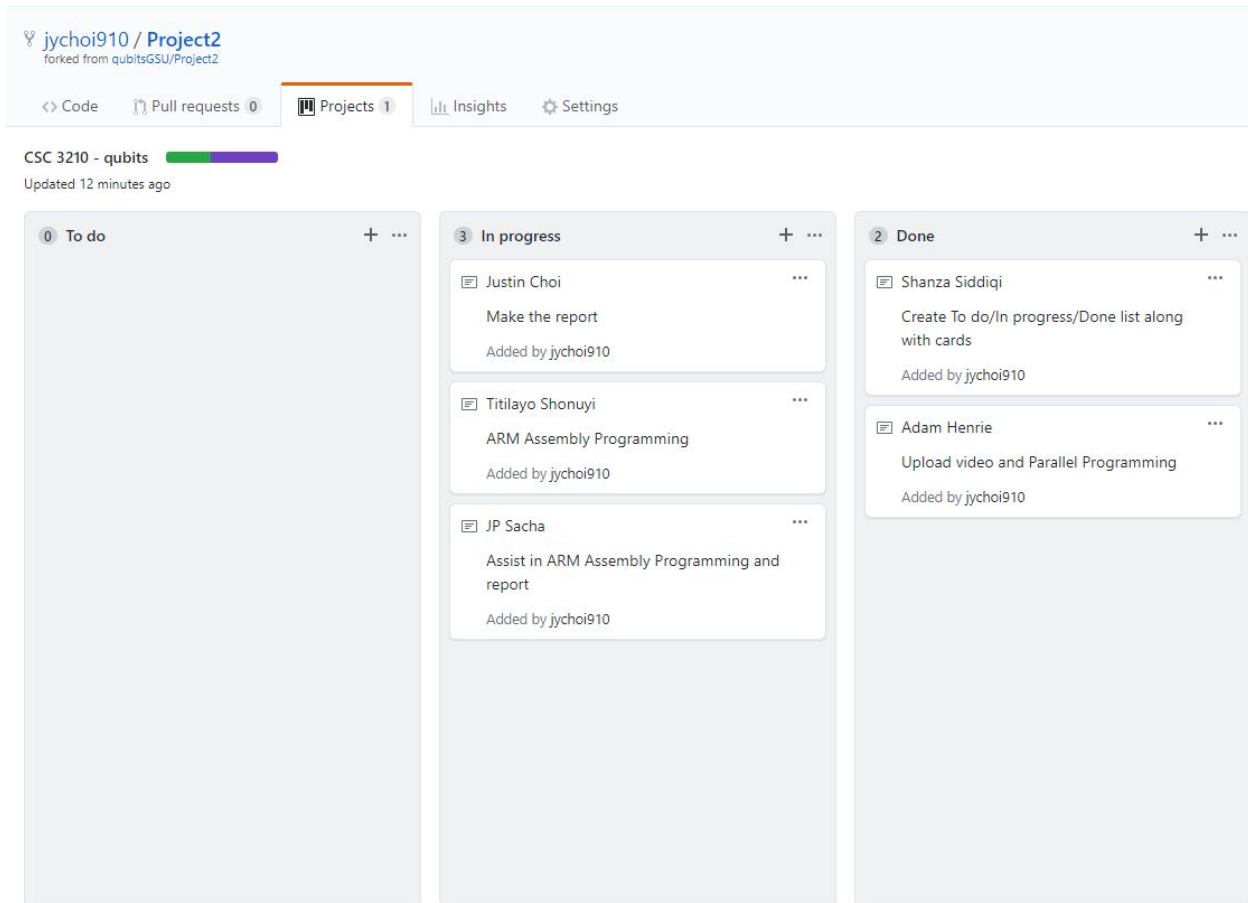 jychoi910 / Project2
forked from qubitsGSU/Project2
<> Code Pull requests 0 Projects 1 Insights Settings
CSC 3210 - qubits
Updated 12 minutes ago
0 To do + ...
3 In progress + ...
Justin Choi ...
Make the report
Added by jychoi910
Titilayo Shonuyi ...
ARM Assembly Programming
Added by jychoi910
JP Sacha ...
Assist in ARM Assembly Programming and
report
Added by jychoi910
2 Done + ...
Shanza Siddiqi ...
Create To do/In progress/Done list along
with cards
Added by jychoi910
Adam Henrie ...
Upload video and Parallel Programming
Added by jychoi910